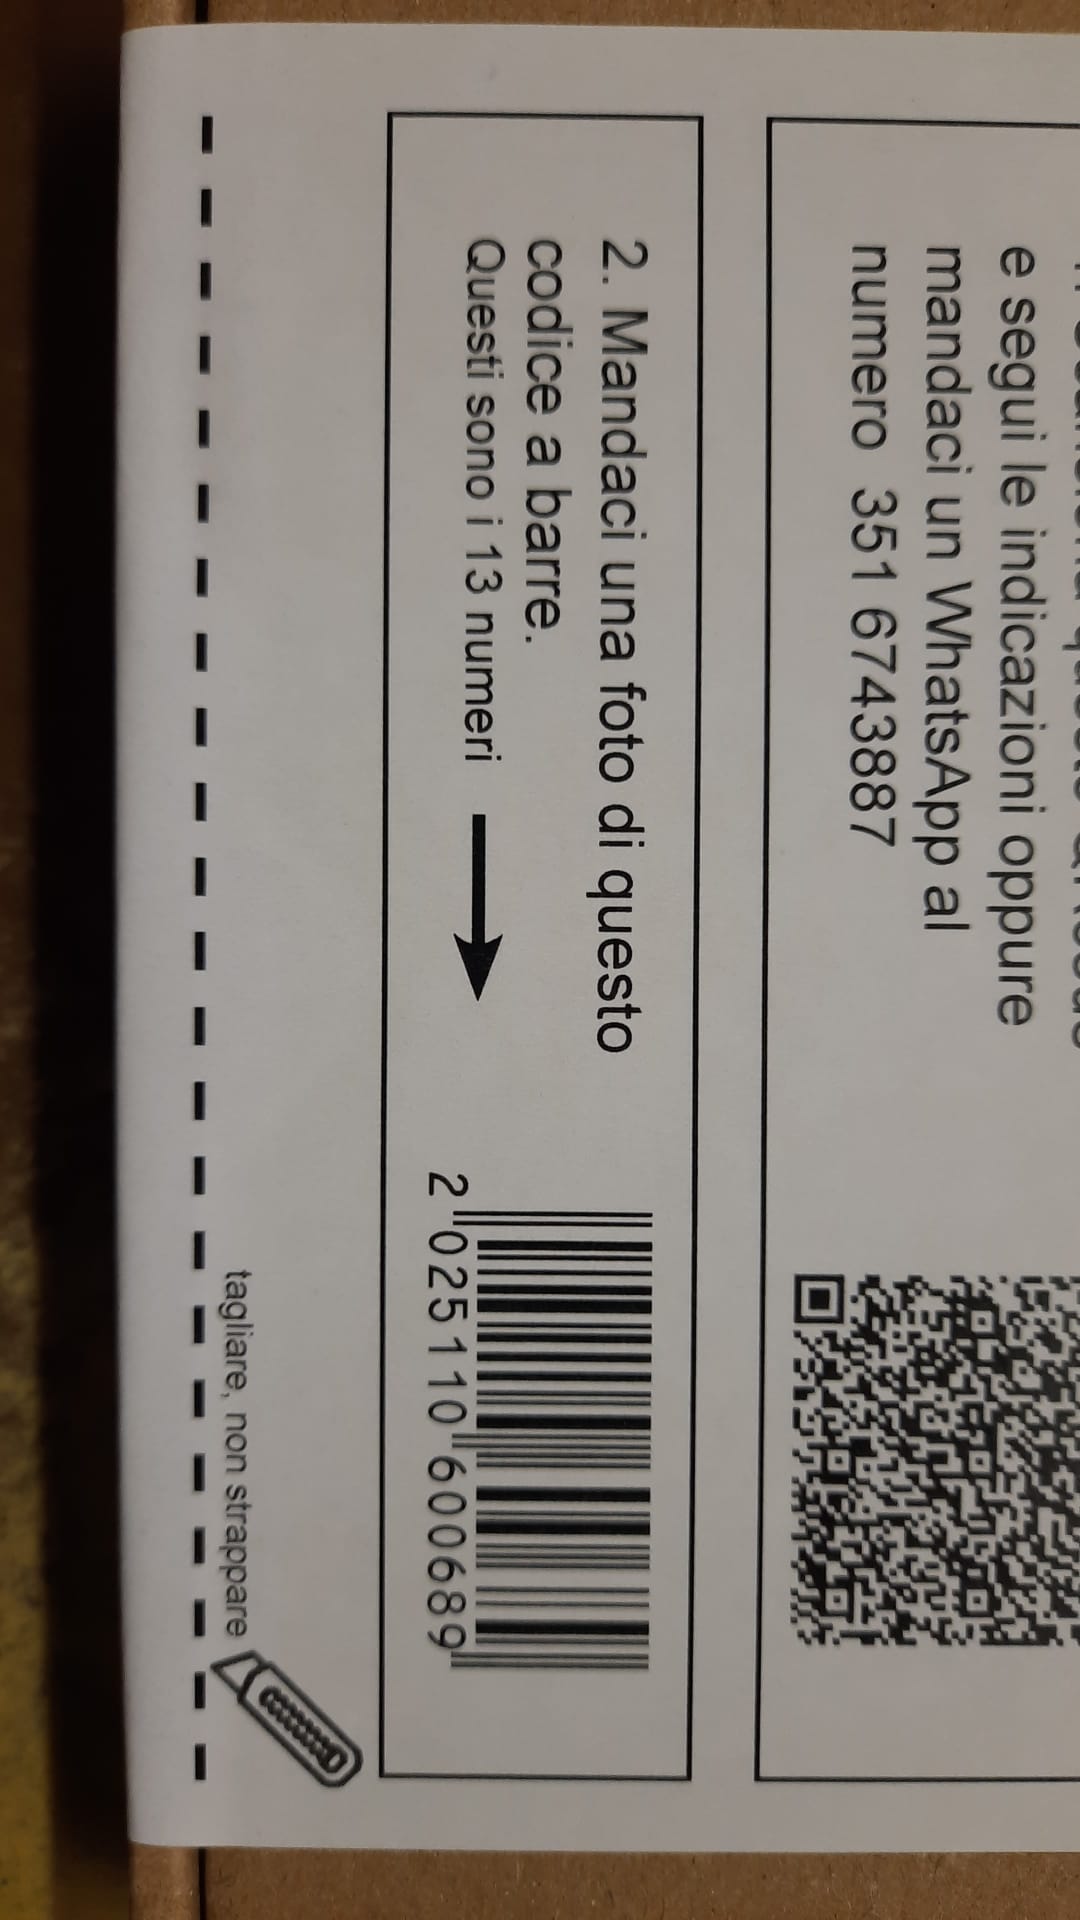 e segui le indicazioni oppure
mandaci un WhatsApp al
numero 351 6743887
2. Mandaci una foto di questo
codice a barre.
Questi sono i 13 numeri
2 025110 600689
tagliare, non strappare